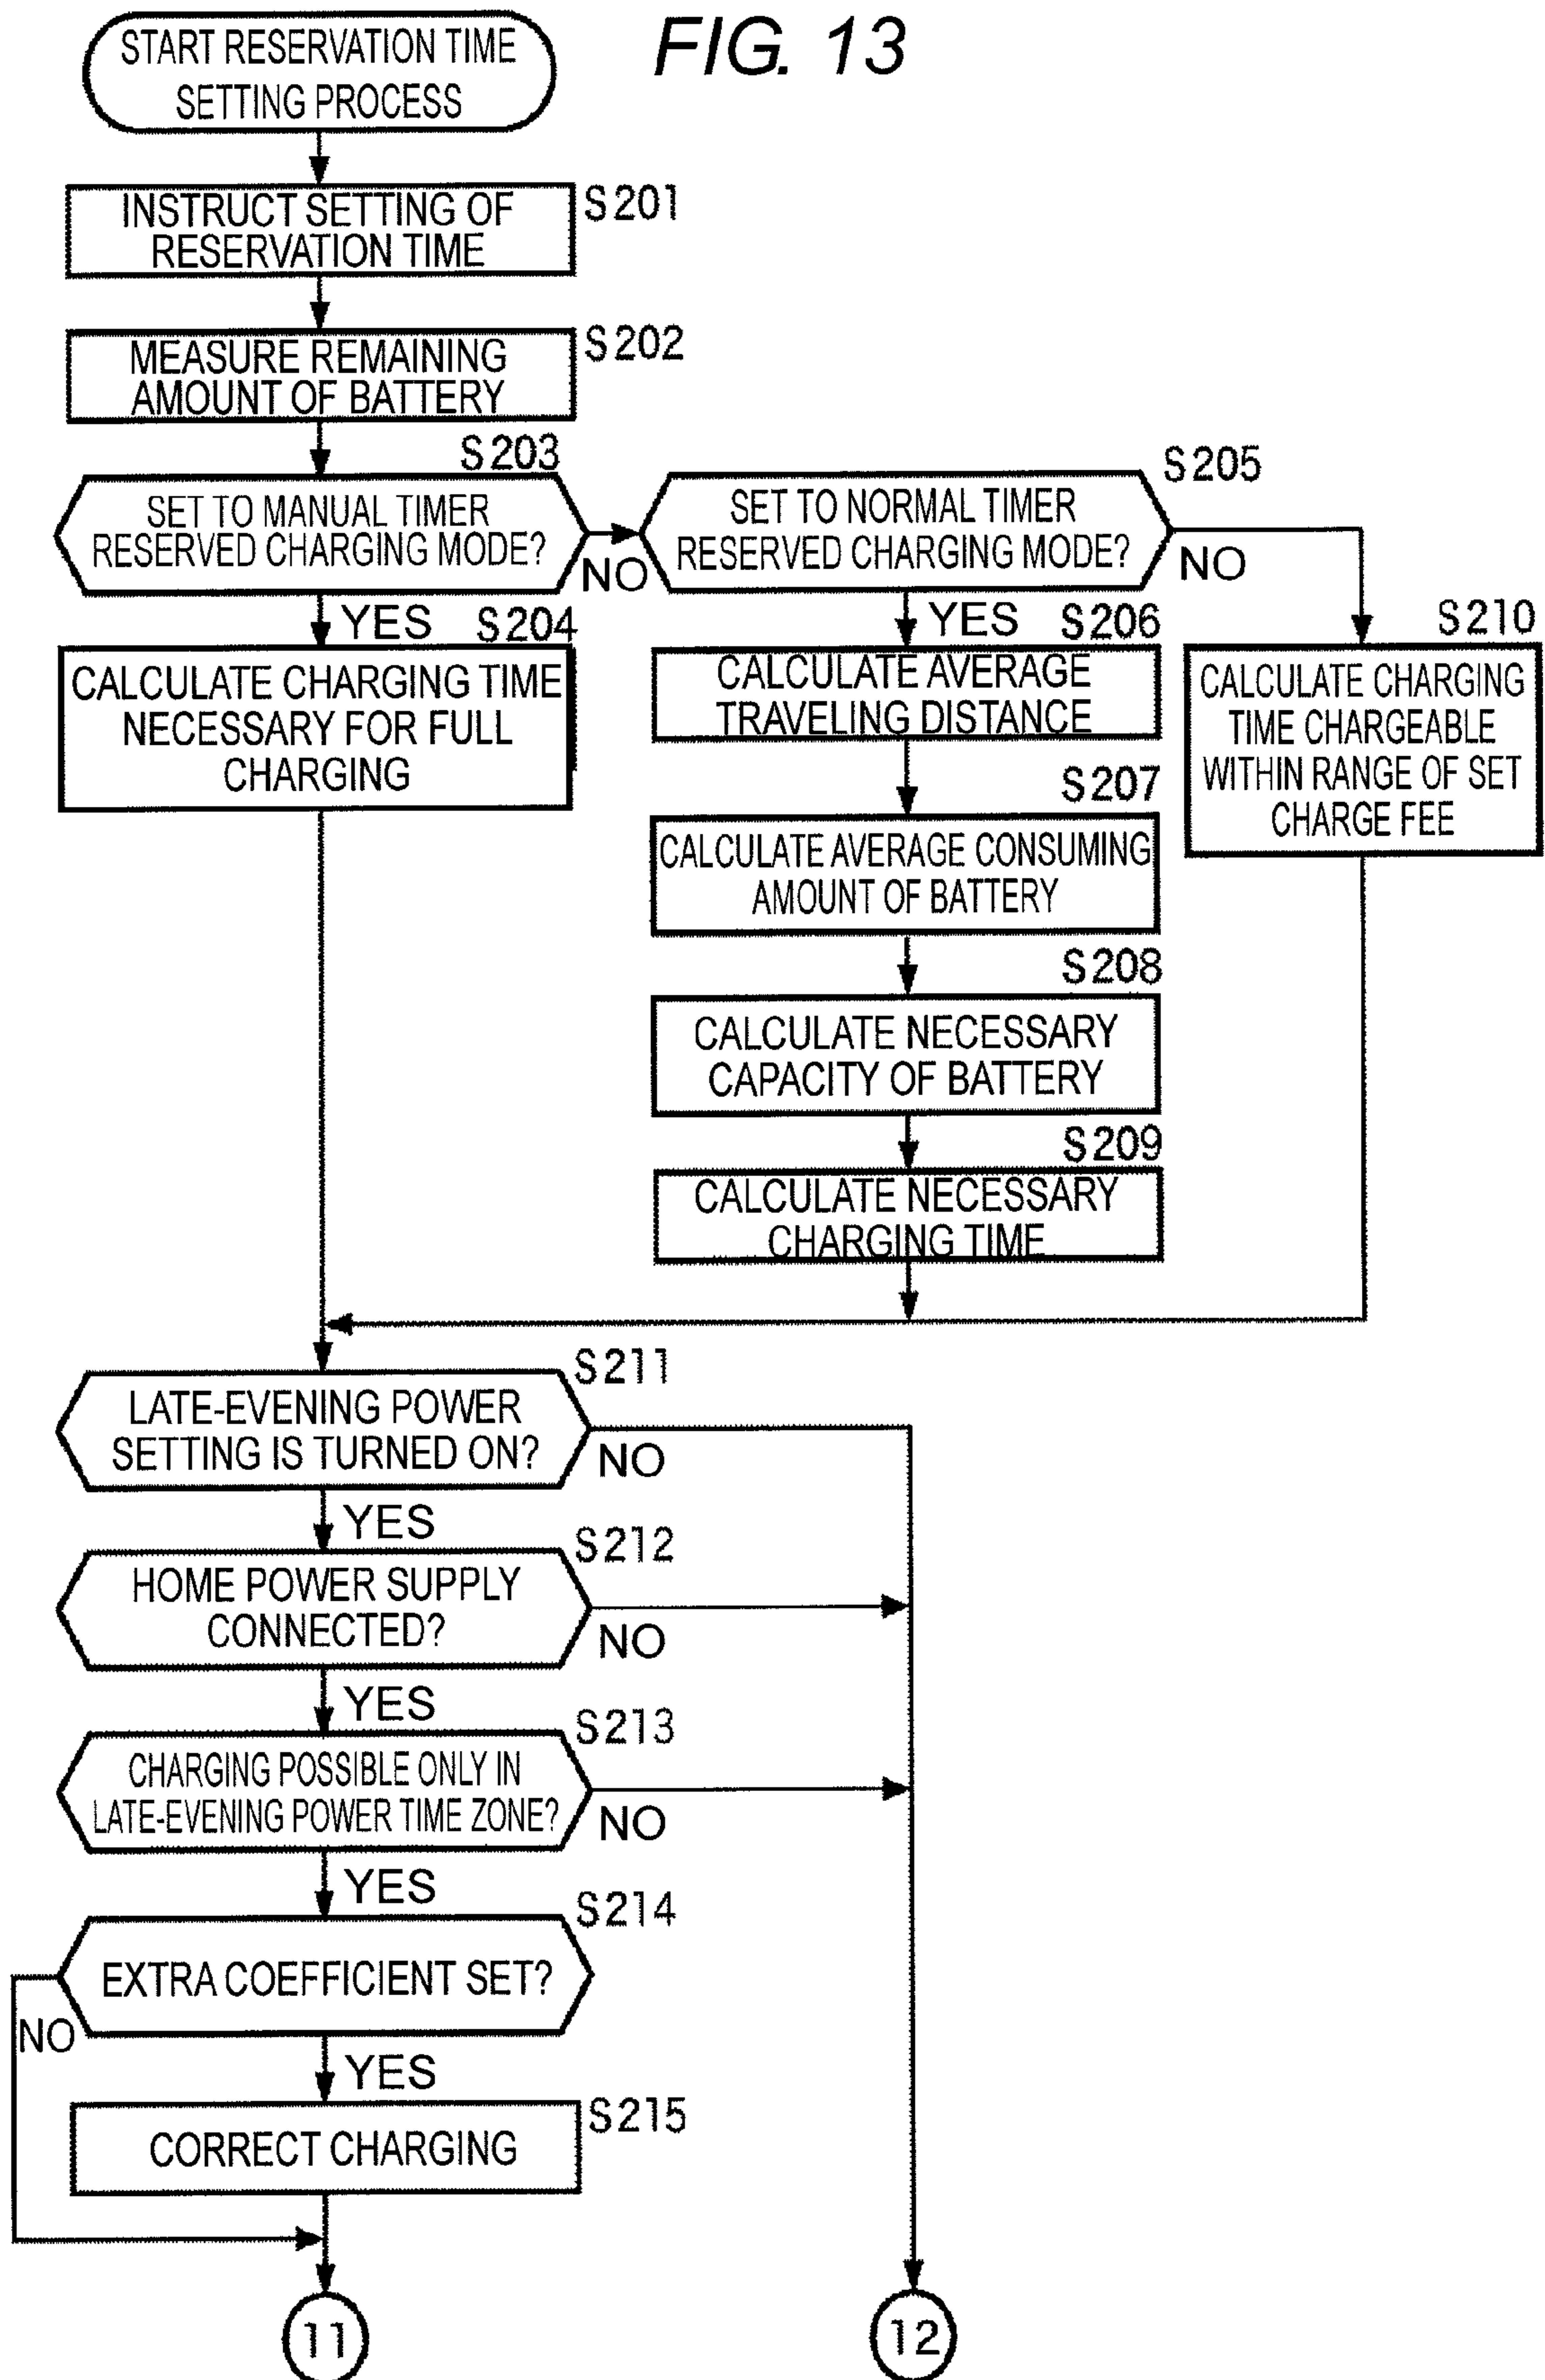 FIG. 13
START RESERVATION TIME
SETTING PROCESS
S201
INSTRUCT SETTING OF
RESERVATION TIME
S202
MEASURE REMAINING
AMOUNT OF BATTERY
S203
SET TO MANUAL TIMER
RESERVED CHARGING MODE?
NO
YES
S205
SET TO NORMAL TIMER
RESERVED CHARGING MODE?
NO
YES
S204
CALCULATE CHARGING TIME
NECESSARY FOR FULL
CHARGING
S206
CALCULATE AVERAGE
TRAVELING DISTANCE
S207
CALCULATE AVERAGE CONSUMING
AMOUNT OF BATTERY
S208
CALCULATE NECESSARY
CAPACITY OF BATTERY
S209
CALCULATE NECESSARY
CHARGING TIME
S210
CALCULATE CHARGING
TIME CHARGEABLE
WITHIN RANGE OF SET
CHARGE FEE
S211
LATE-EVENING POWER
SETTING IS TURNED ON?
NO
YES
S212
HOME POWER SUPPLY
CONNECTED?
NO
YES
S213
CHARGING POSSIBLE ONLY IN
LATE-EVENING POWER TIME ZONE?
NO
YES
S214
EXTRA COEFFICIENT SET?
NO
YES
S215
CORRECT CHARGING
11
12